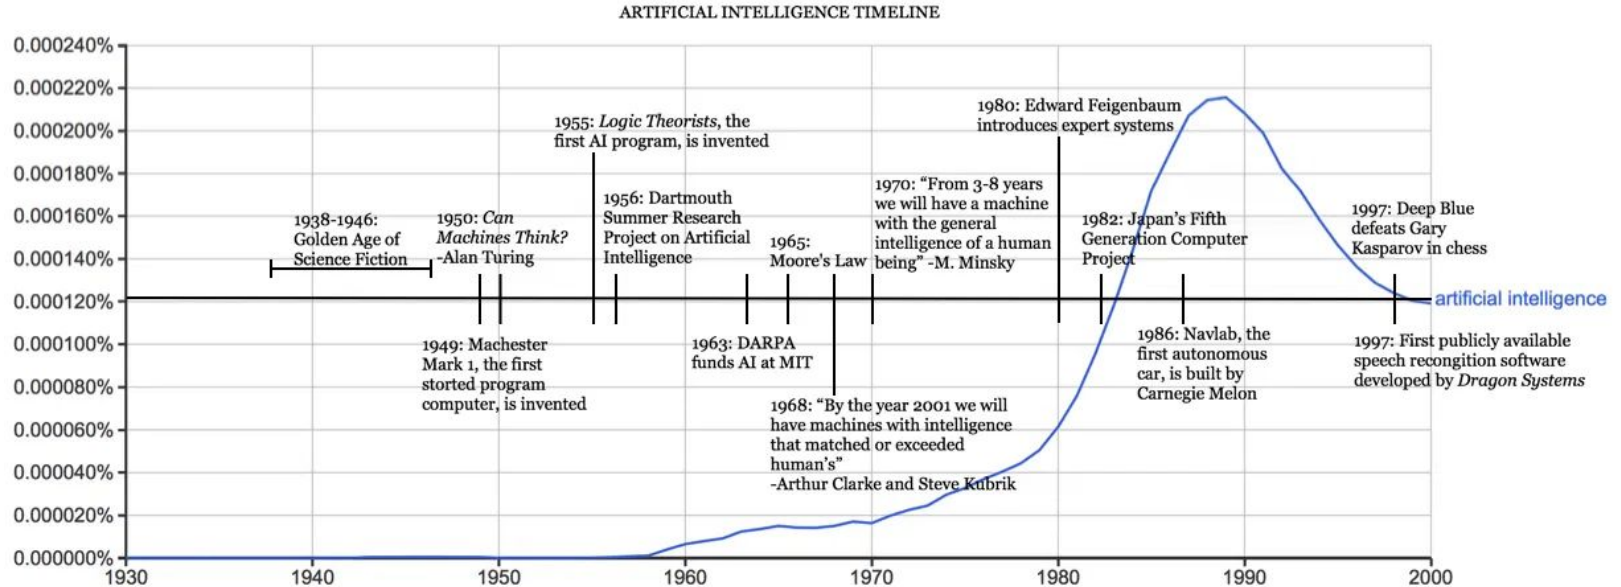 ARTIFICIAL INTELLIGENCE TIMELINE
0.000240%
0.000220%
0.000200%
0.000180%
0.000160%
0.000140%
0.000120%
0.000100%
0.000080%
0.000060%
0.000040%
0.000020%
0.000000%
1938-1946:
Golden Age of
Science Fiction
1950: Can
Machines Think?
-Alan Turing
1955: Logic Theorists, the
first AI program, is invented
1956: Dartmouth
Summer Research
Project on Artificial
Intelligence
1965:
Moore's Law
1970: “From 3-8 years
we will have a machine
with the general
intelligence of a human
being” -M. Minsky
1980: Edward Feigenbaum
introduces expert systems
1982: Japan’s Fifth
Generation Computer
Project
1997: Deep Blue
defeats Gary
Kasparov in chess
artificial intelligence
1949: Machester
Mark 1, the first
storted program
computer, is invented
1963: DARPA
funds AI at MIT
1968: “By the year 2001 we will
have machines with intelligence
that matched or exceeded
human’s”
-Arthur Clarke and Steve Kubrik
1986: Navlab, the
first autonomous
car, is built by
Carnegie Melon
1997: First publicly available
speech recongition software
developed by Dragon Systems
1930 1940 1950 1960 1970 1980 1990 2000